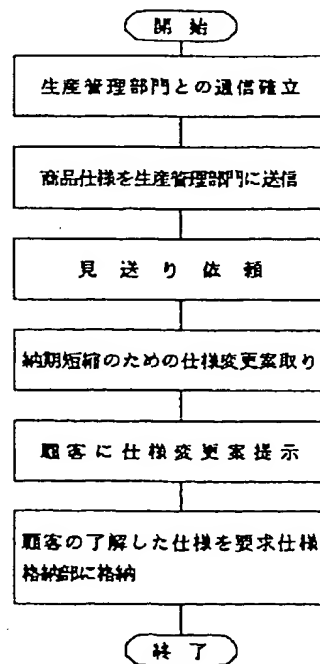 開始
生産管理部門との通信確立
商品仕様を生産管理部門に送信
見送り依頼
納期短縮のための仕様変更案取り
顧客に仕様変更案提示
顧客の了解した仕様を要求仕様
格納部に格納
終了